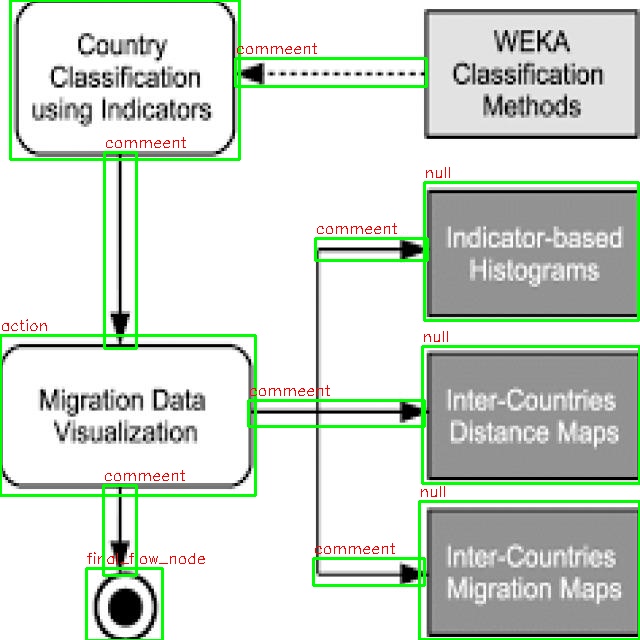 Country
Classification
using Indicators
commeent
WEKA
Classification
Methods
commeent
null
commeent
Indicator-based
Histograms
action
null
Migration Data
Visualization
commeent
Inter-Countries
Distance Maps
commeent
null
final_flow_node
commeent
Inter-Countries
Migration Maps